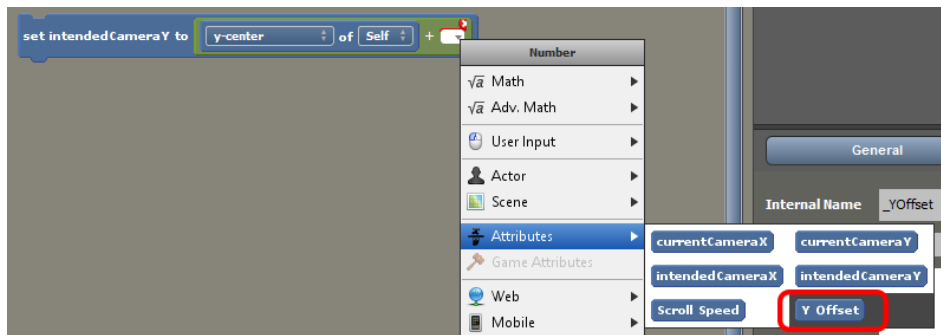 set intendedCameraY to y-center of Self +
Number
√a Math
√a Adv. Math
User Input
Actor
Scene
Attributes
Game Attributes
Web
Mobile
currentCameraX currentCameraY
intendedCameraX intendedCameraY
Scroll Speed Y Offset
General
Internal Name _YOffset